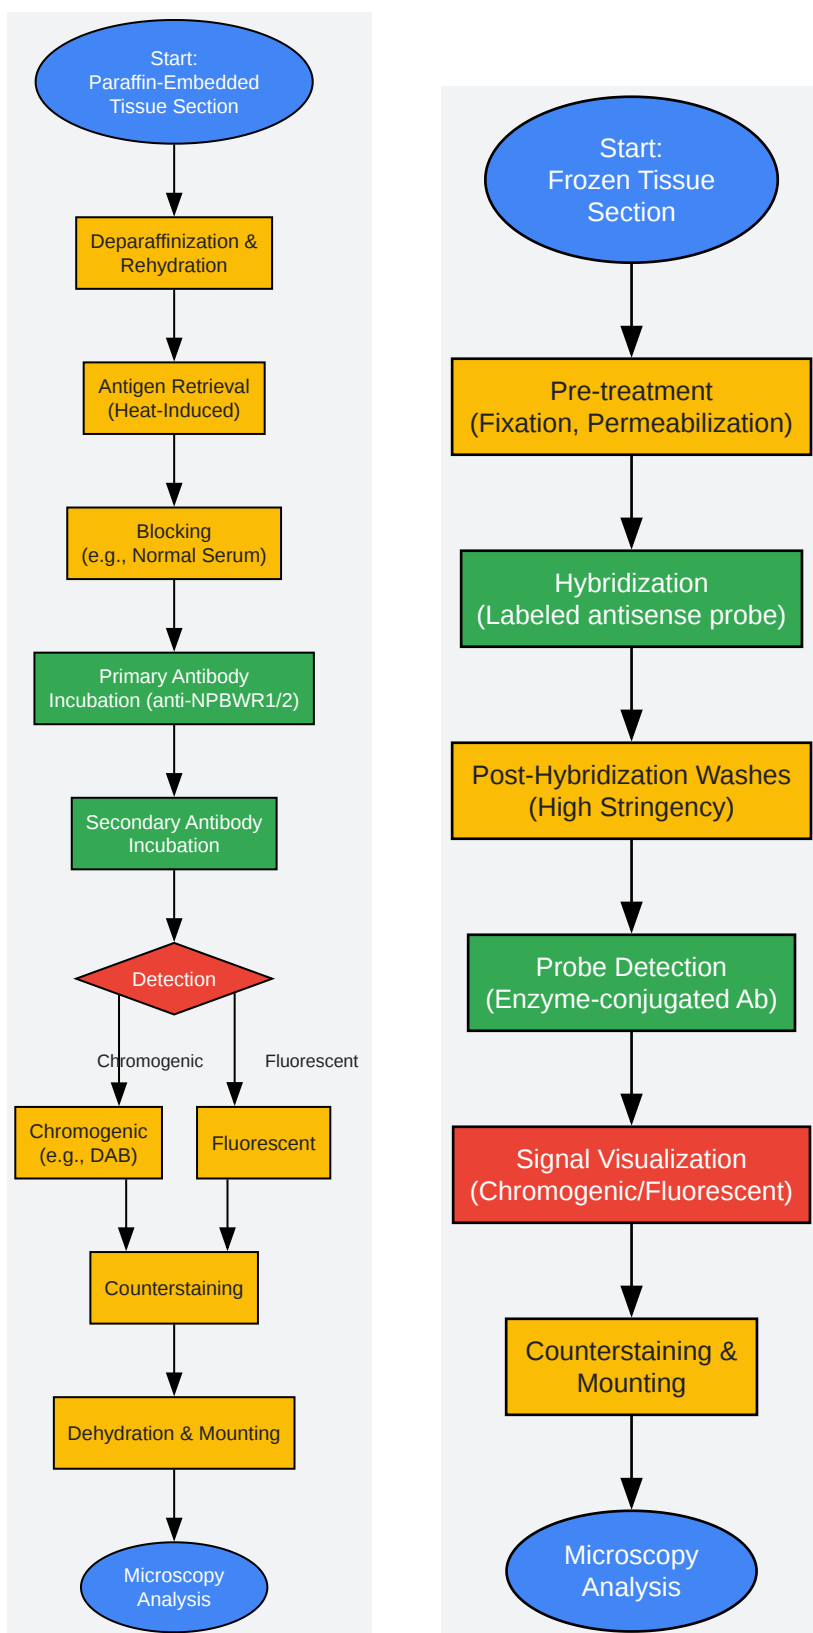 Start:
Paraffin-Embedded
Tissue Section
Deparaffinization &
Rehydration
Antigen Retrieval
(Heat-Induced)
Blocking
(e.g., Normal Serum)
Primary Antibody
Incubation (anti-NPBWR1/2)
Secondary Antibody
Incubation
Detection
Chromogenic
Fluorescent
Chromogenic
(e.g., DAB)
Fluorescent
Counterstaining
Dehydration & Mounting
Microscopy
Analysis
Start:
Frozen Tissue
Section
Pre-treatment
(Fixation, Permeabilization)
Hybridization
(Labeled antisense probe)
Post-Hybridization Washes
(High Stringency)
Probe Detection
(Enzyme-conjugated Ab)
Signal Visualization
(Chromogenic/Fluorescent)
Counterstaining &
Mounting
Microscopy
Analysis